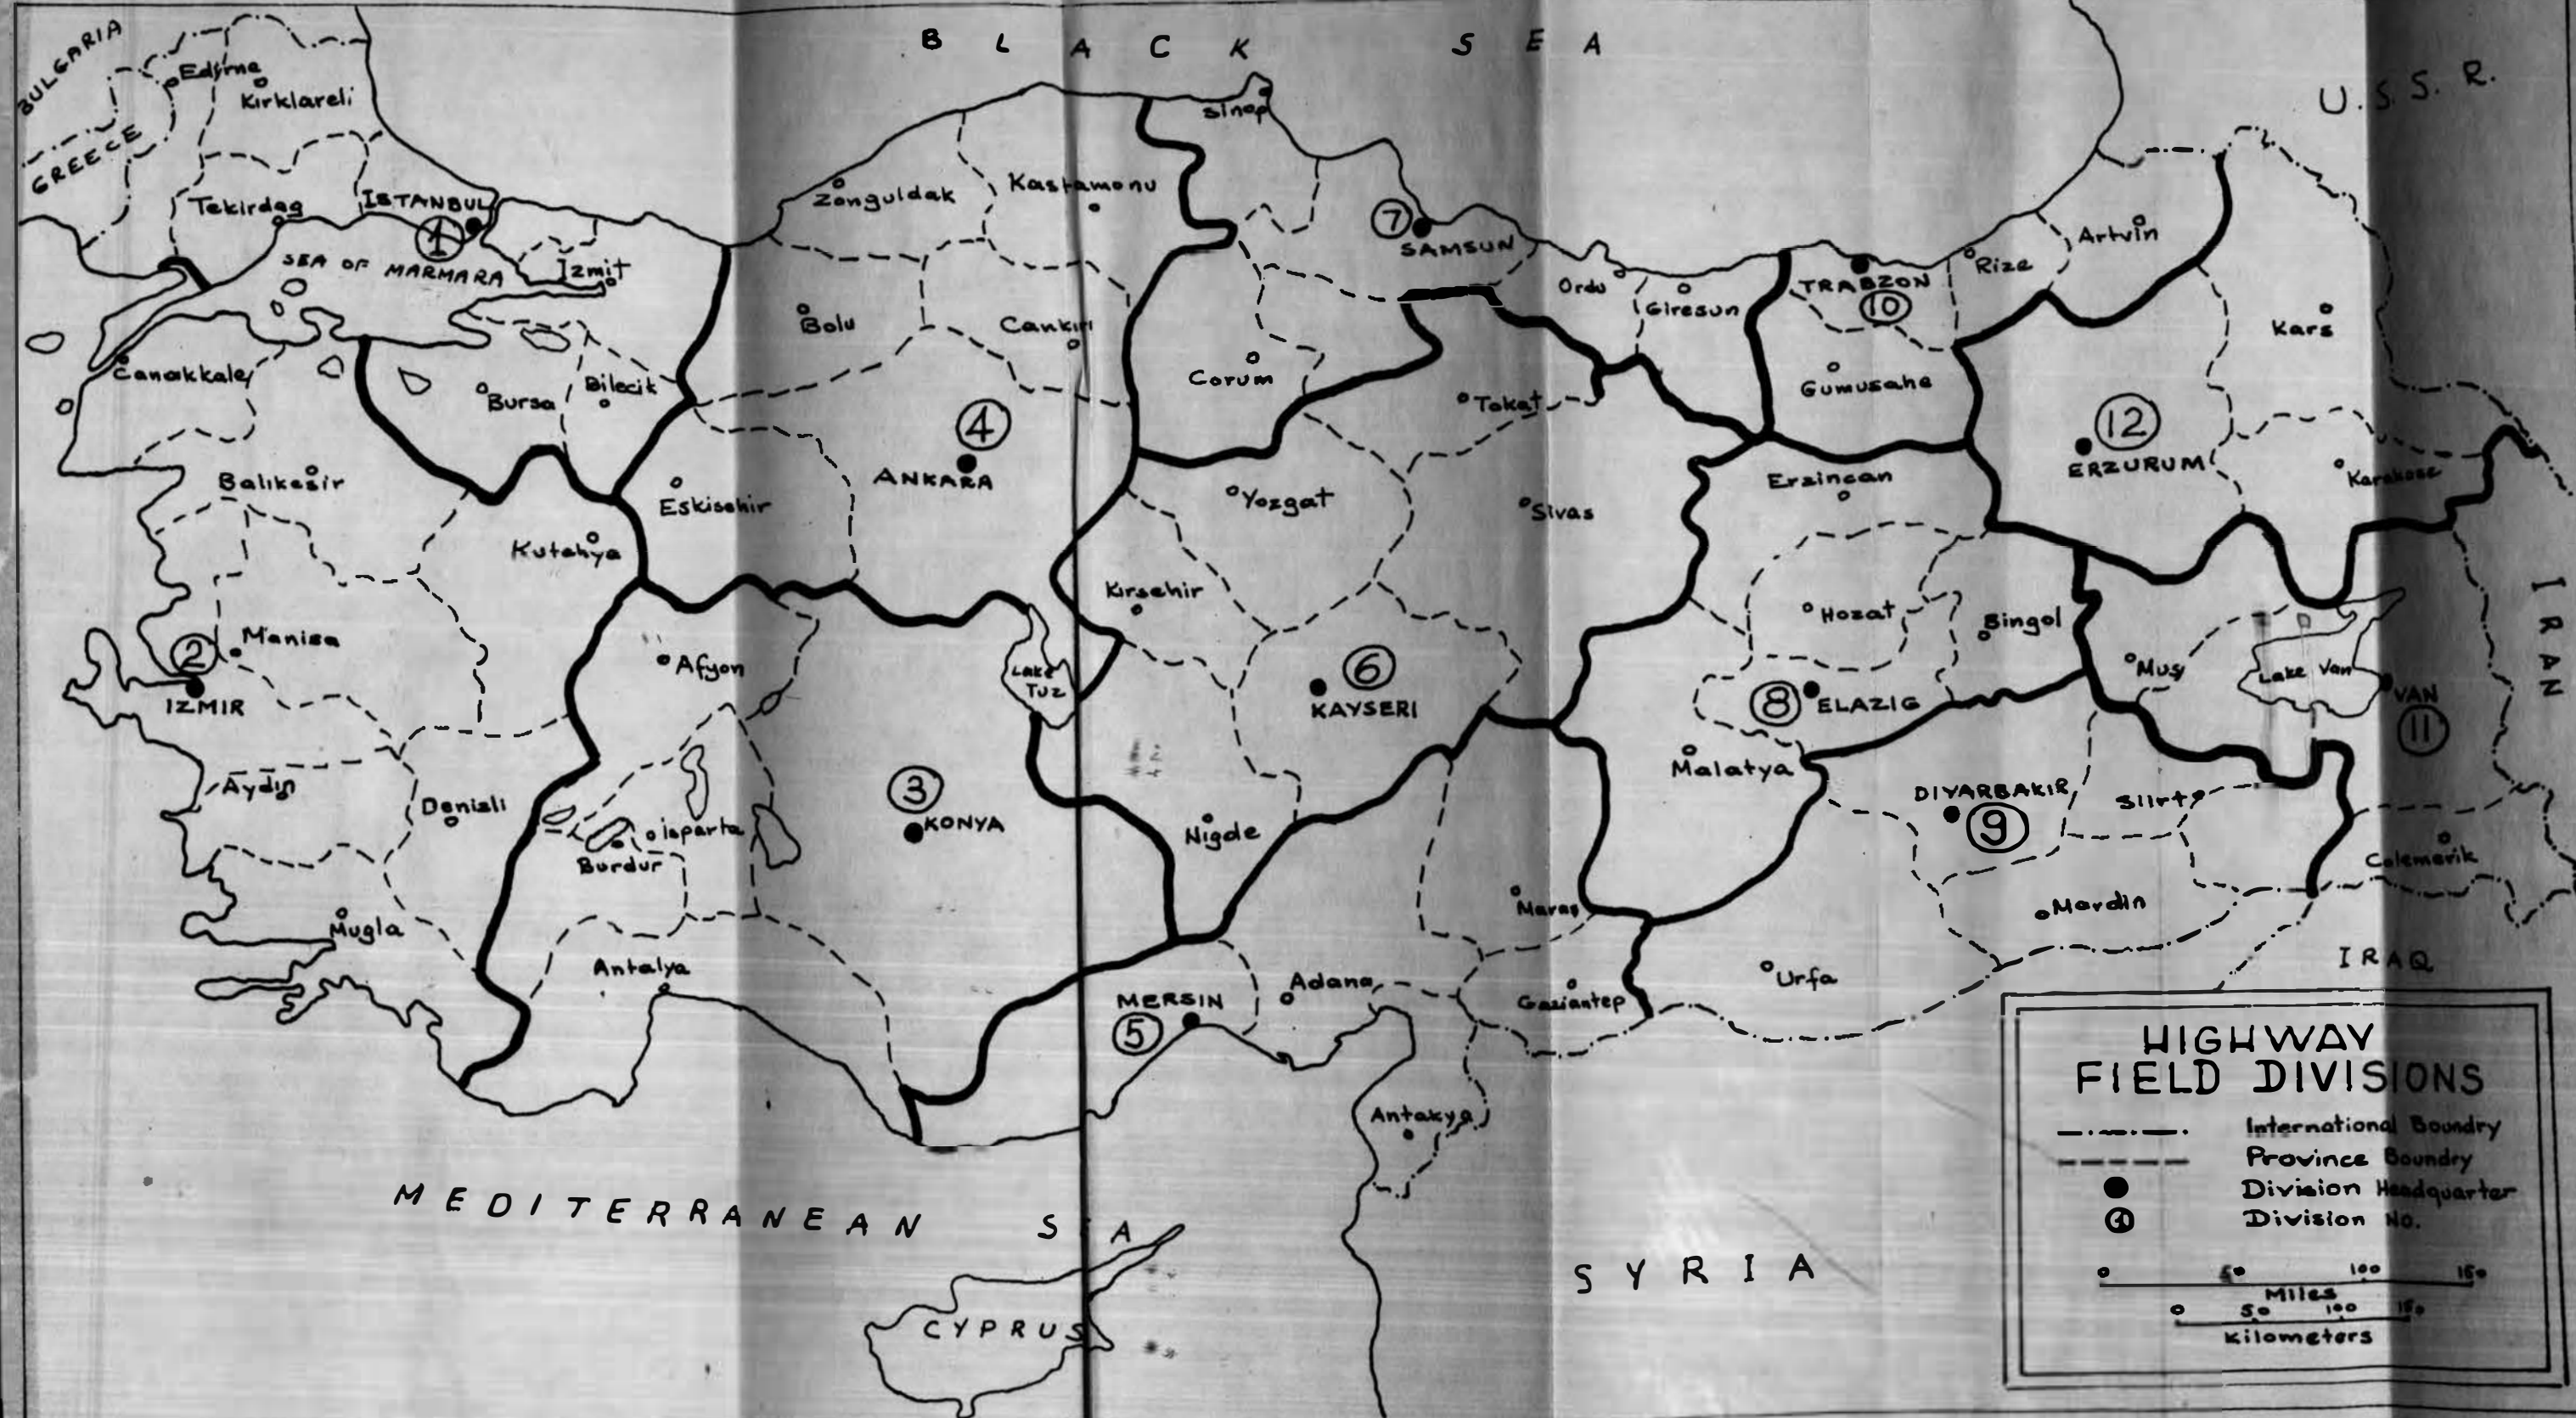 BLACK SEA
BULGARIA
GREECE
U.S.S.R.
Edirne
Kirklareli
Tekirdag
ISTANBUL
1
SEA OF MARMARA
Izmit
Zonguldak
Kastamonu
Sinop
7
SAMSUN
Ordu
Giresun
TRABZON
10
Rize
Artvin
Kars
Canakkale
Bursa
Bilecik
Bolu
Cankiri
Corum
Tokat
Gumusahe
12
ERZURUM
Karakose
4
ANKARA
Balikesir
Eskisehir
Kutahya
Yozgat
Sivas
Erzincan
Kirsehir
Hozat
Bingol
Mus
Lake Van
VAN
11
IRAN
2
Manisa
IZMIR
Afyon
Lake
Tuz
6
KAYSERI
8
ELAZIG
Malatya
Aydin
Denizli
isparta
Burdur
3
KONYA
Nigde
DIYARBAKIR
9
Siirt
Colemerik
Maras
Mardin
Mugla
Antalya
MERSIN
5
Adana
Gaziantep
Urfa
IRAQ
Antakya
MEDITERRANEAN S A
CYPRUS
SYRIA
HIGHWAY
FIELD DIVISIONS
International Boundry
Province Boundry
Division Headquarter
1 Division No.
0 50 100 150
Miles
0 50 100 150
Kilometers